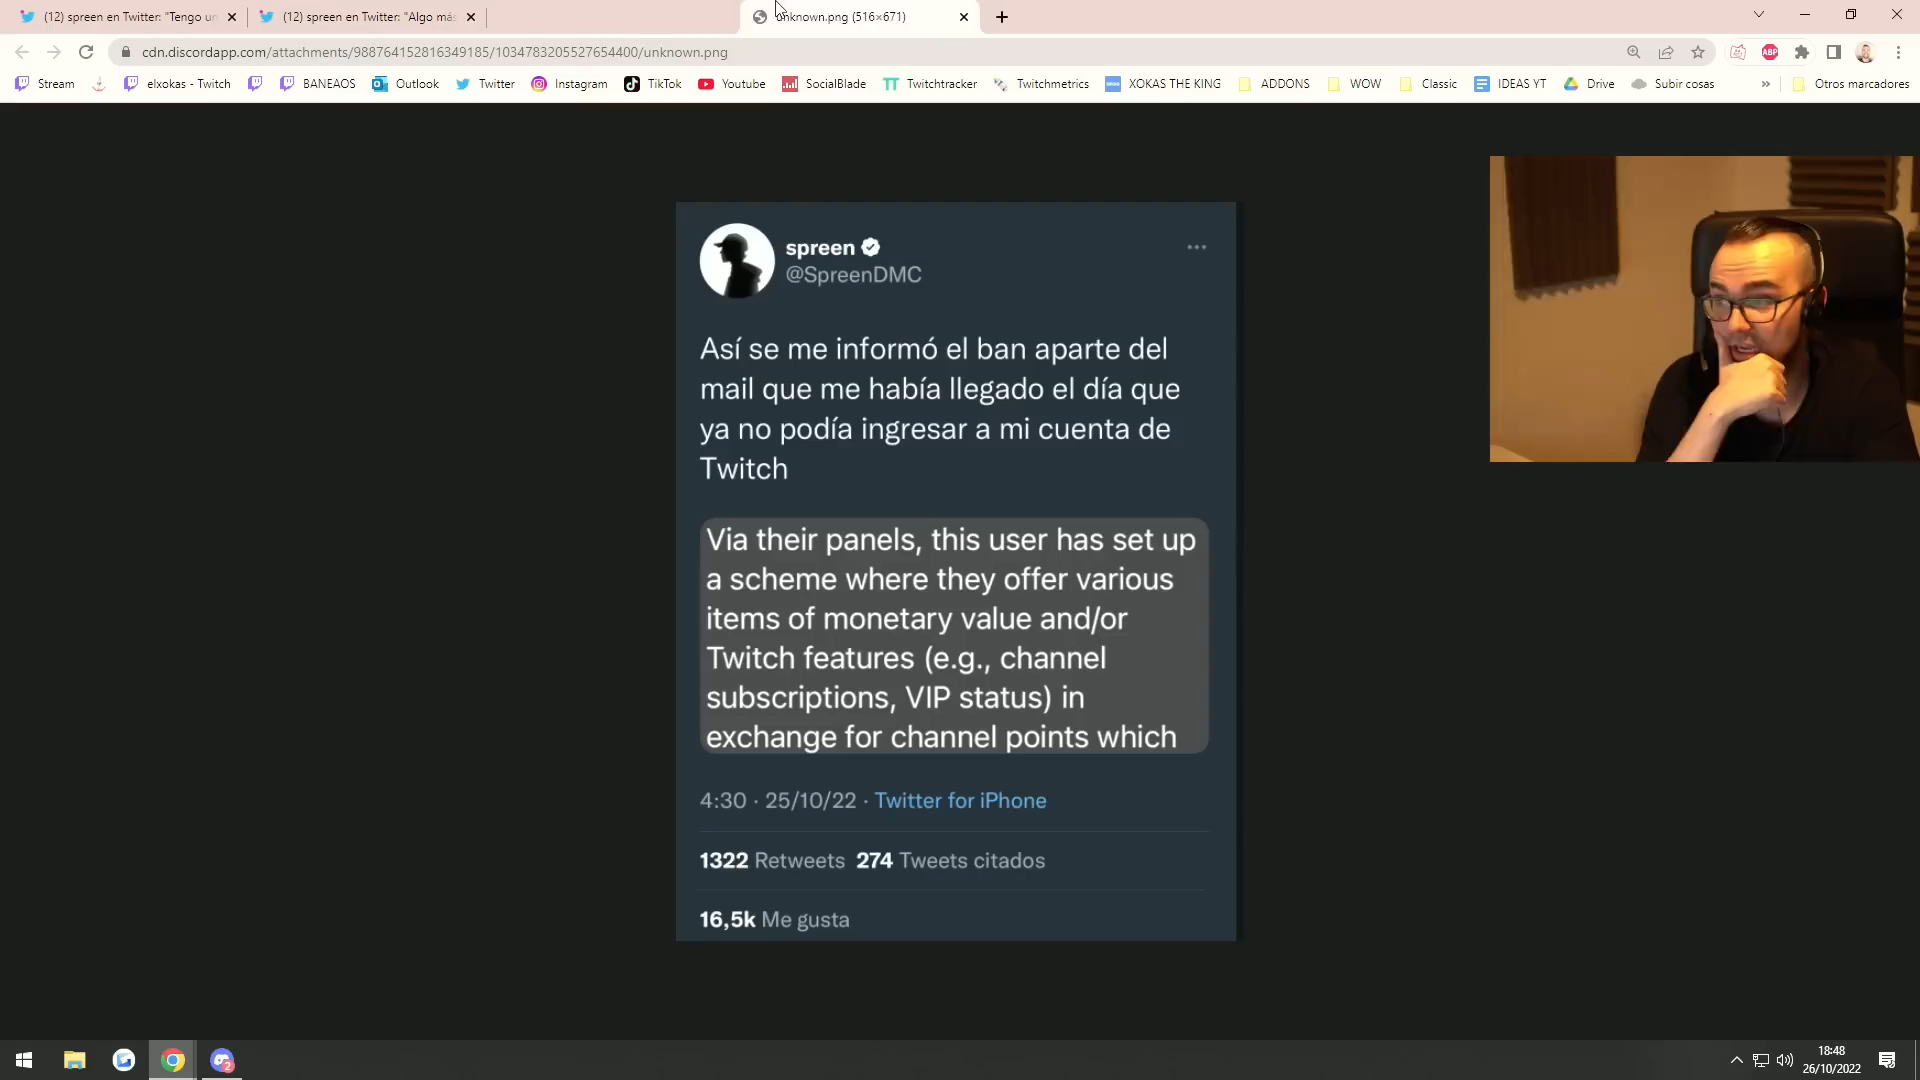 (12) spreen en Twitter: "Tengo un
(12) spreen en Twitter: "Algo más
unknown.png (516×671)
cdn.discordapp.com/attachments/988764152816349185/1034783205527654400/unknown.png
ABP
Stream
elxokas - Twitch
BANEAOS
Outlook
Twitter
Instagram
TikTok
Youtube
SocialBlade
Twitchtracker
Twitchmetrics
XOKAS THE KING
ADDONS
WOW
Classic
IDEAS YT
Drive
Subir cosas
»
Otros marcadores
spreen
@SpreenDMC
Así se me informó el ban aparte del
mail que me había llegado el día que
ya no podía ingresar a mi cuenta de
Twitch
Via their panels, this user has set up
a scheme where they offer various
items of monetary value and/or
Twitch features (e.g., channel
subscriptions, VIP status) in
exchange for channel points which
4:30 · 25/10/22 · Twitter for iPhone
1322 Retweets 274 Tweets citados
16,5k Me gusta
2
18:48
26/10/2022